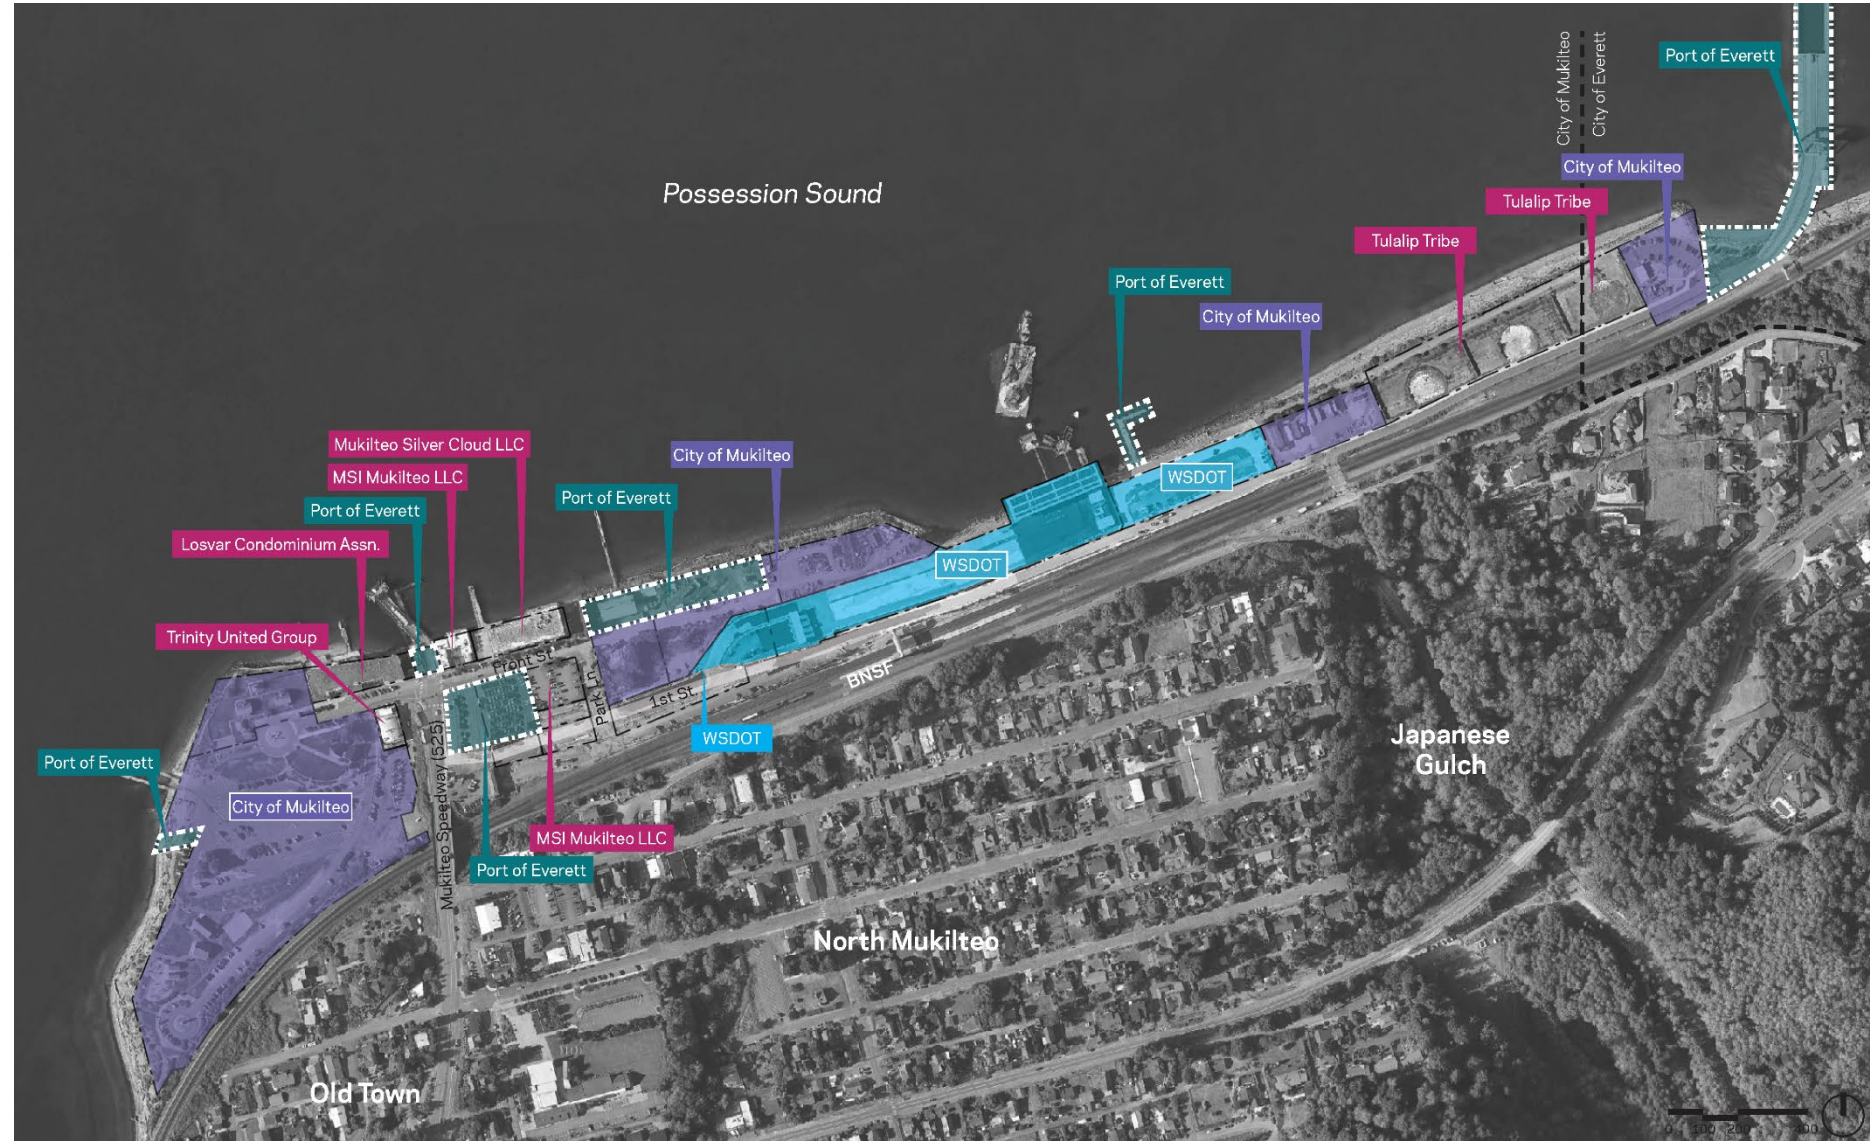 City of Mukilteo
City of Everett
Port of Everett
City of Mukilteo
Possession Sound
Tulalip Tribe
Tulalip Tribe
Port of Everett
City of Mukilteo
Mukilteo Silver Cloud LLC
City of Mukilteo
MSI Mukilteo LLC
WSDOT
Port of Everett
Port of Everett
Losvar Condominium Assn.
WSDOT
Trinity United Group
Front St.
BNSF
Park Ln.
1st St.
WSDOT
Japanese
Gulch
Port of Everett
Mukilteo Speedway (525)
City of Mukilteo
MSI Mukilteo LLC
Port of Everett
North Mukilteo
Old Town
0 100 200 400